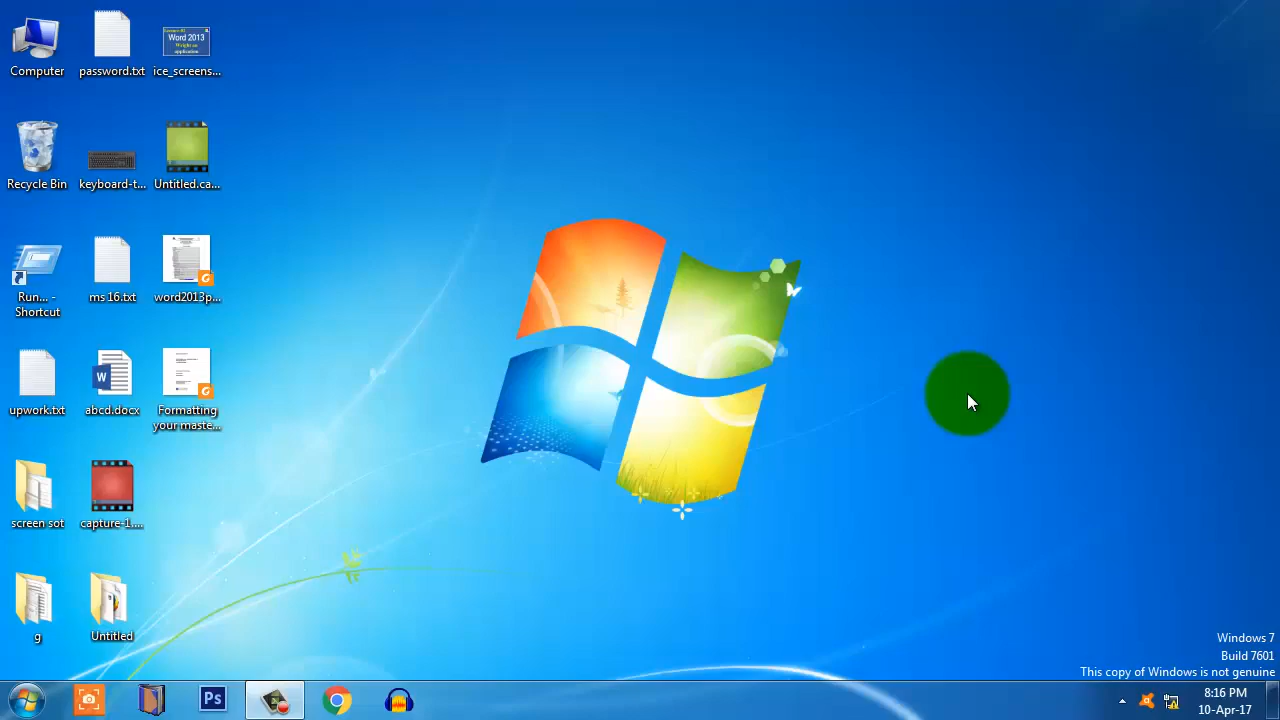 Computer
password.txt
Word 2013
ice_screens...
Recycle Bin
keyboard-t...
Untitled.ca...
Run... -
Shortcut
ms 16.txt
word2013p...
upwork.txt
W
abcd.docx
Formatting
your maste...
screen sot
capture-1....
g
Untitled
Windows 7
Build 7601
This copy of Windows is not genuine
Ps
8:16 PM
10-Apr-17